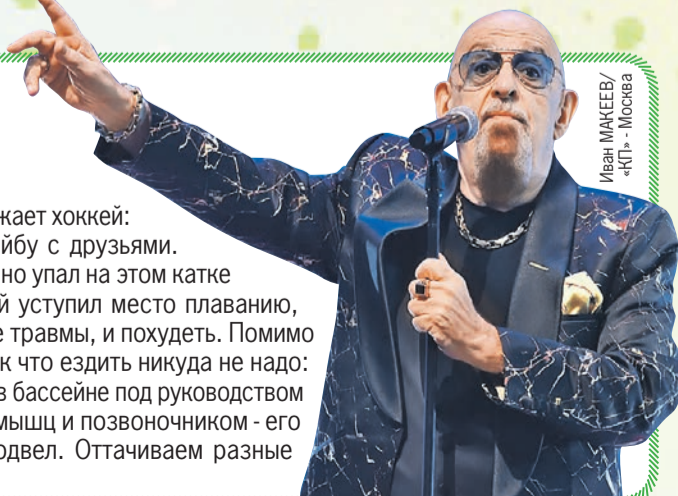 Иван МАКЕЕВ/
«КП» - Москва
жает хоккей:
йбу с друзьями.
но упал на этом катке
й уступил место плаванию,
е травмы, и похудеть. Помимо
к что ездить никуда не надо:
в бассейне под руководством
мышц и позвоночником - его
одвел. Оттачиваем разные